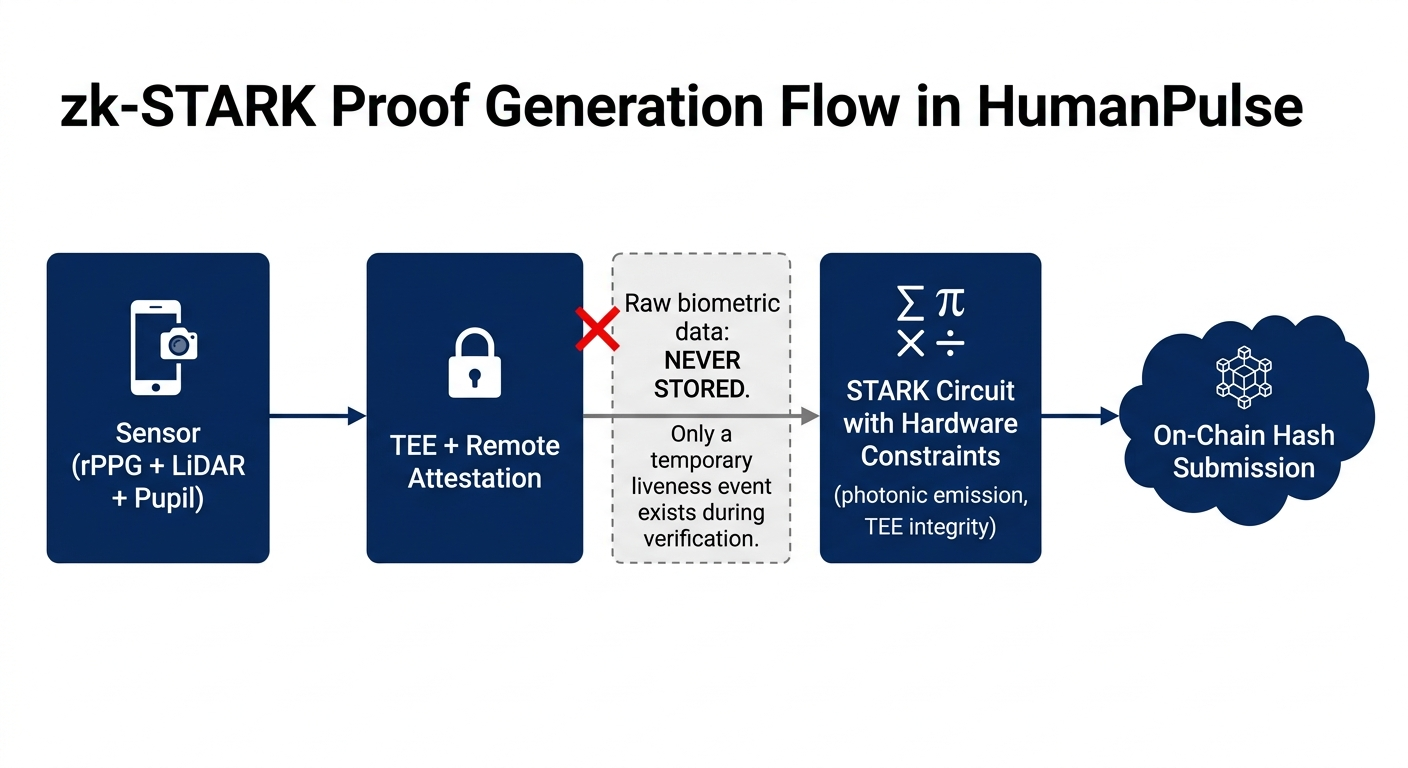 zk-STARK Proof Generation Flow in HumanPulse
Sensor
(rPPG + LiDAR
+ Pupil)
TEE + Remote
Attestation
Raw biometric
data:
NEVER
STORED.
Only a
temporary
liveness event
exists during
verification.
Σ π
× ÷
STARK Circuit
with Hardware
Constraints
(photonic emission,
TEE integrity)
On-Chain Hash
Submission